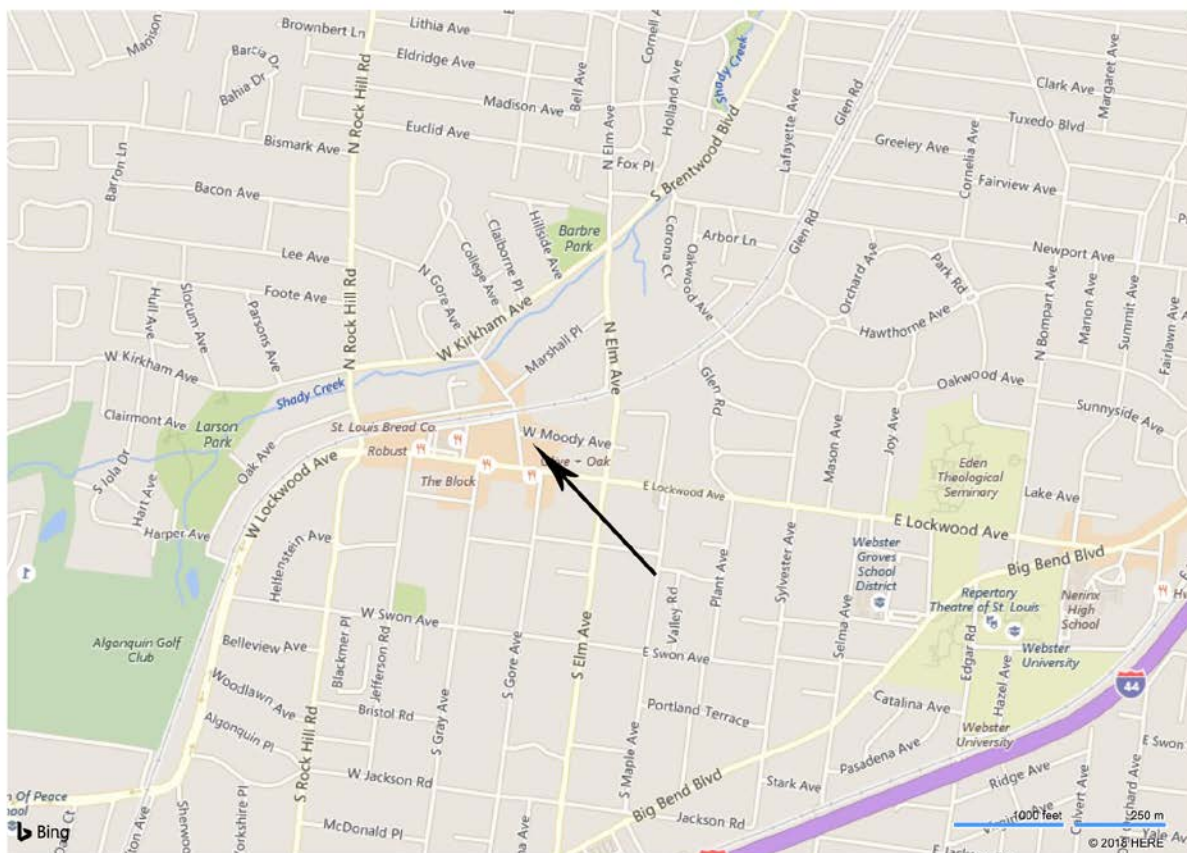 Brownbert Ln
Lithia Ave
Cornell Ave
Madison
Barcia Dr
Eldridge Ave
Bell Ave
Holland Ave
Shady Creek
Margaret Ave
Clark Ave
Bahia Dr
N Rock Hill Rd
Madison Ave
Lafayette Ave
Glen Rd
Glen Rd
Tuxedo Blvd
Euclid Ave
N Elm Ave
Bismark Ave
Greeley Ave
Cornelia Ave
Barron Ln
Fox Pl
S Brentwood Blvd
Fairview Ave
Bacon Ave
Hillside Ave
Claiborne Pl
Barbre
Park
Corona Ct
Arbor Ln
Glen Rd
Newport Ave
Lee Ave
College Ave
N Gore Ave
Oakwood Ave
Orchard Ave
Park Rd
Hull Ave
Slocum Ave
Foote Ave
Parsons Ave
N Rock Hill Rd
W Kirkham Ave
Marshall Pl
N Elm Ave
Hawthorne Ave
N Bompart Ave
Marion Ave
Summit Ave
Fairlawn Ave
W Kirkham Ave
Shady Creek
Glen Rd
Oakwood Ave
Clairmont Ave
Larson
Park
St. Louis Bread Co.
W Moody Ave
Mason Ave
Joy Ave
Sunnyside Ave
S Iola Dr
Oak Ave
Robust
Eden
Theological
Seminary
Hart Ave
W Lockwood Ave
The Block
E Lockwood Ave
Lake Ave
E Lockwood Ave
Harper Ave
Helfenstein Ave
Webster
Groves
School
District
Big Bend Blvd
1
Plant Ave
Sylvester Ave
Valley Rd
W Swon Ave
Repertory
Theatre of St. Louis
Nerinx
High
School
Algonquin Golf
Club
Belleview Ave
Blackmer Pl
Jefferson Rd
S Gore Ave
S Elm Ave
E Swon Ave
Selma Ave
Edgar Rd
Hazel Ave
Webster
University
44
Woodlawn Ave
Bristol Rd
S Gray Ave
Portland Terrace
Catalina Ave
Algonquin Pl
S Rock Hill Rd
S Maple Ave
Pasadena Ave
Webster
University
E Swon
W Jackson Rd
Big Bend Blvd
Stark Ave
Ridge Ave
Calvert Ave
McDonald Pl
Jackson Rd
1000 feet
250 m
Bing
© 2016 HERE